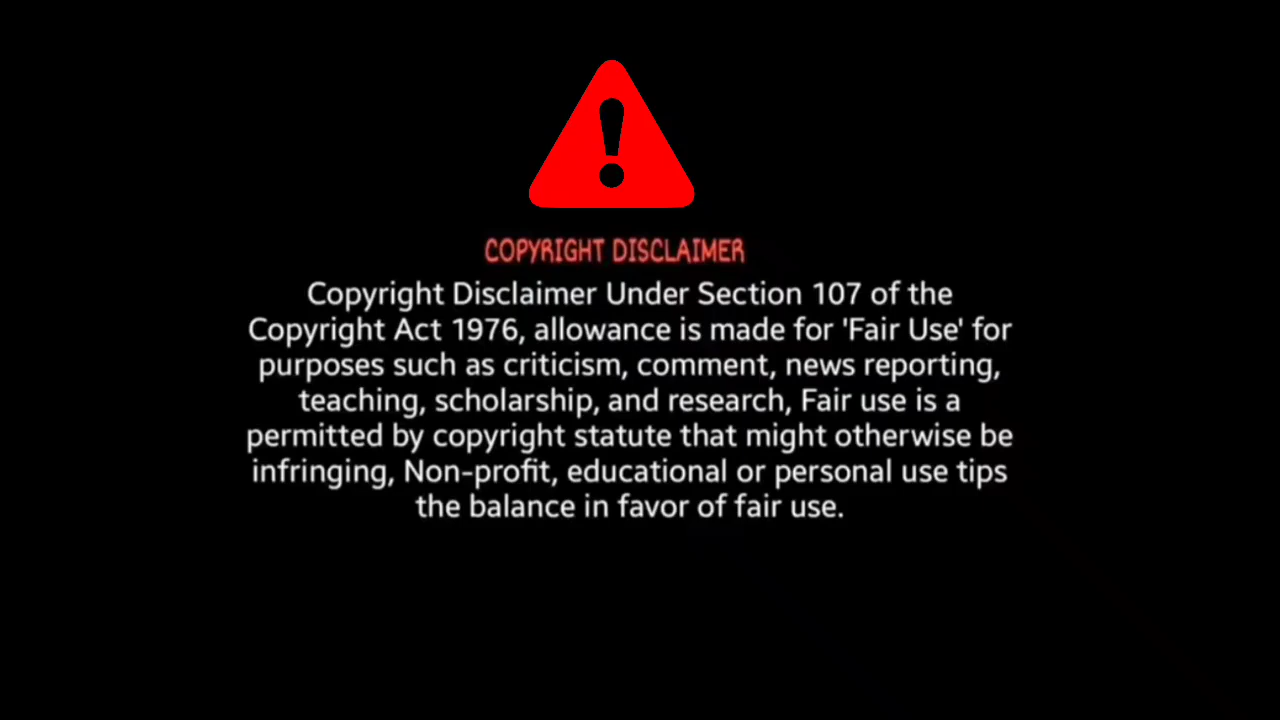 COPYRIGHT DISCLAIMER
Copyright Disclaimer Under Section 107 of the
Copyright Act 1976, allowance is made for 'Fair Use' for
purposes such as criticism, comment, news reporting,
teaching, scholarship, and research, Fair use is a
permitted by copyright statute that might otherwise be
infringing, Non-profit, educational or personal use tips
the balance in favor of fair use.